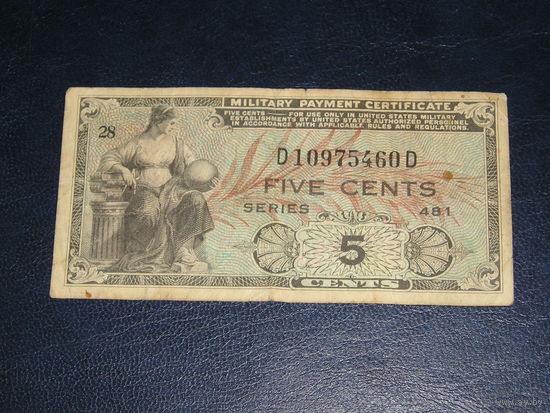 MILITARY PAYMENT CERTIFICATE
FIVE CENTS — FOR USE ONLY IN UNITED STATES MILITARY
ESTABLISHMENTS BY UNITED STATES AUTHORIZED PERSONNEL
IN ACCORDANCE WITH APPLICABLE RULES AND REGULATIONS.
28
D10975460D
FIVE CENTS
SERIES 481
5
CENTS